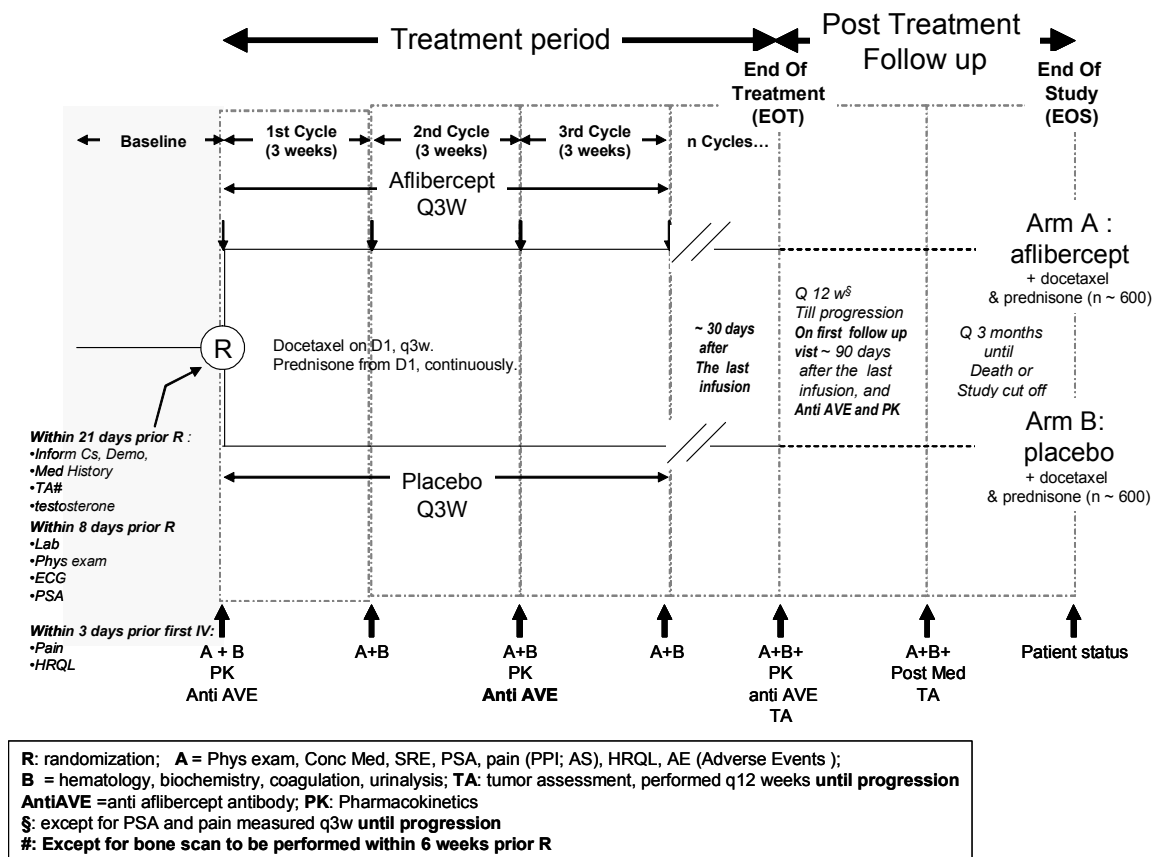 Treatment period
Post Treatment
Follow up
End Of
Treatment
(EOT)
End Of
Study
(EOS)
Baseline
1st Cycle
(3 weeks)
2nd Cycle
(3 weeks)
3rd Cycle
(3 weeks)
n Cycles…
Aflibercept
Q3W
Arm A :
aflibercept
+ docetaxel
& prednisone (n ~ 600)
R
Docetaxel on D1, q3w.
Prednisone from D1, continuously.
~ 30 days
after
The last
infusion
Q 12 w§
Till progression
On first follow up
vist ~ 90 days
after the last
infusion, and
Anti AVE and PK
Q 3 months
until
Death or
Study cut off
Arm B:
placebo
+ docetaxel
& prednisone (n ~ 600)
Placebo
Q3W
Within 21 days prior R :
•Inform Cs, Demo,
•Med History
•TA#
•testosterone
Within 8 days prior R
•Lab
•Phys exam
•ECG
•PSA
Within 3 days prior first IV:
•Pain
•HRQL
A + B
PK
Anti AVE
A+B
A+B
PK
Anti AVE
A+B
A+B+
PK
anti AVE
TA
A+B+
Post Med
TA
Patient status
R: randomization; A = Phys exam, Conc Med, SRE, PSA, pain (PPI; AS), HRQL, AE (Adverse Events );
B = hematology, biochemistry, coagulation, urinalysis; TA: tumor assessment, performed q12 weeks until progression
AntiAVE =anti aflibercept antibody; PK: Pharmacokinetics
§: except for PSA and pain measured q3w until progression
#: Except for bone scan to be performed within 6 weeks prior R